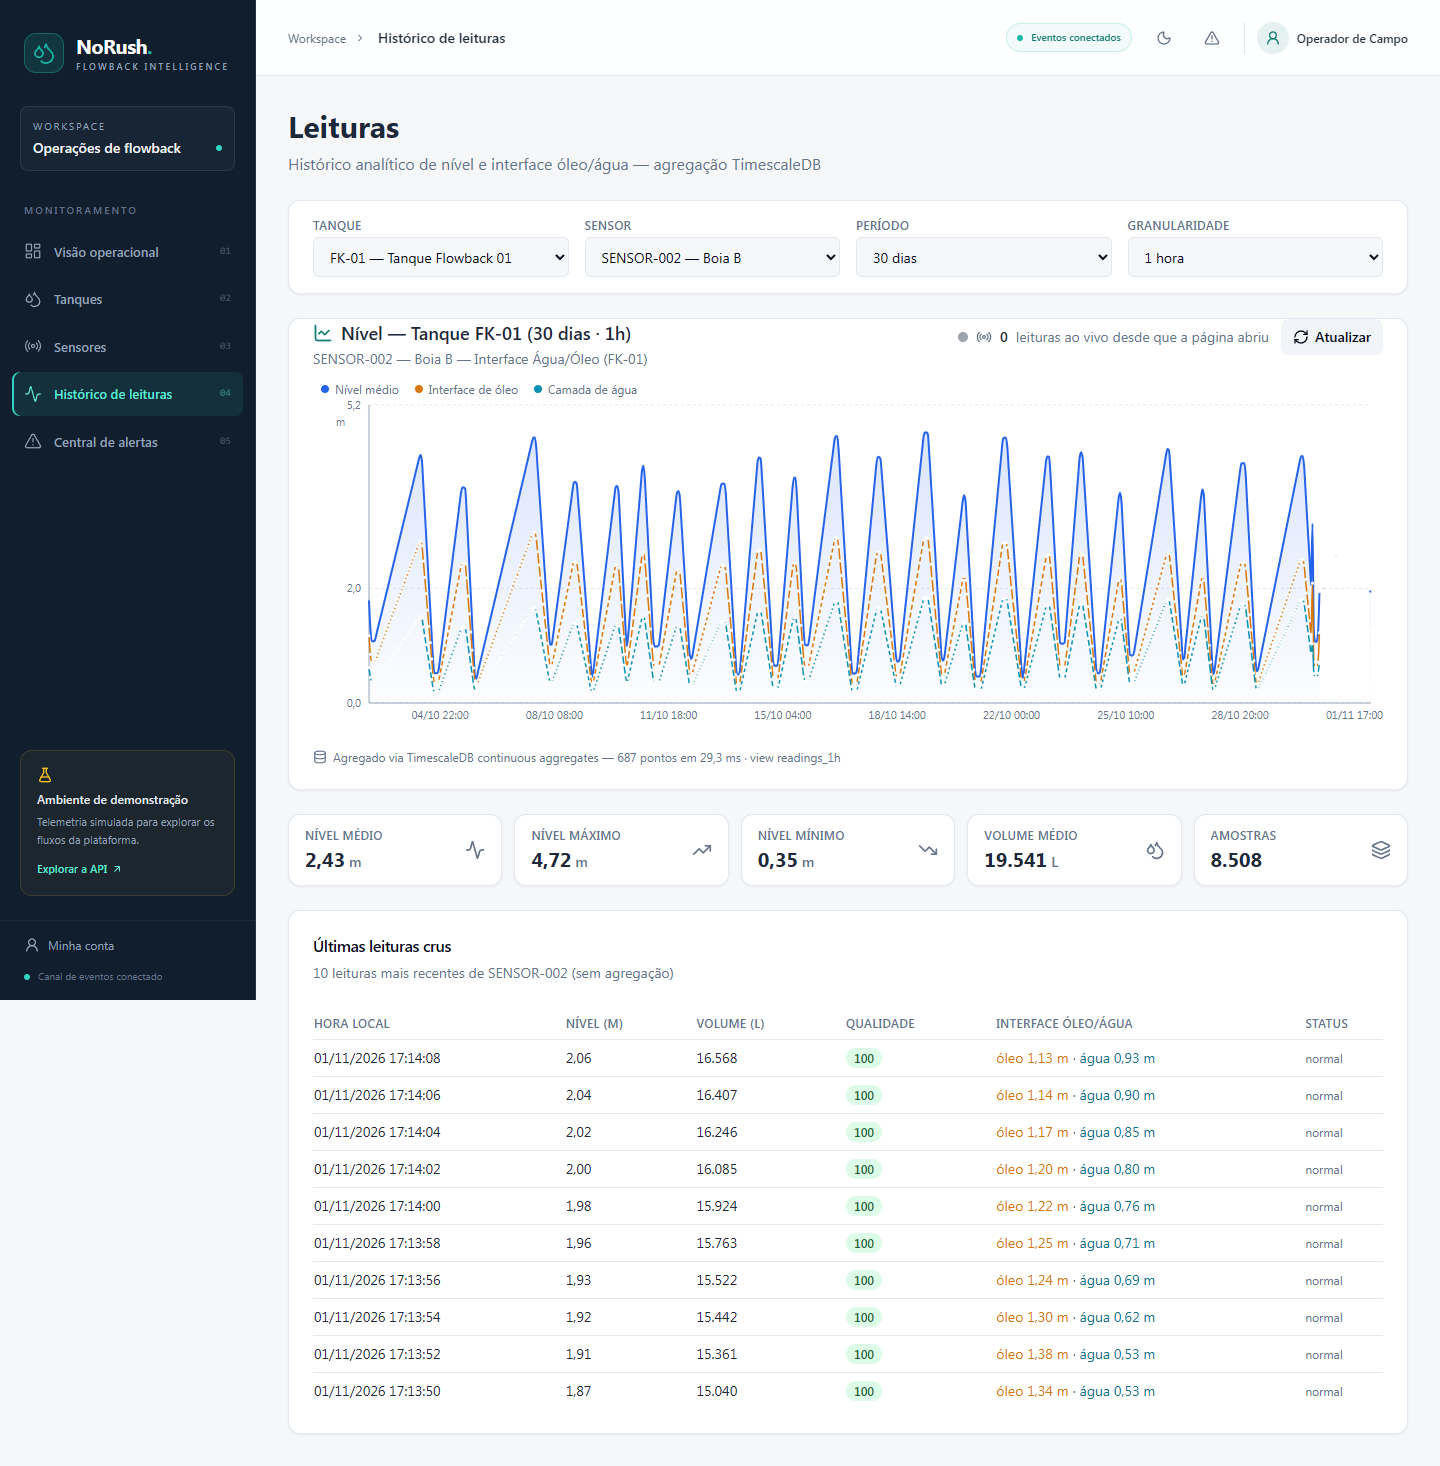 NoRush.
FLOWBACK INTELLIGENCE
WORKSPACE
Operações de flowback
MONITORAMENTO
Visão operacional 01
Tanques 02
Sensores 03
Histórico de leituras 04
Central de alertas 05
Ambiente de demonstração
Telemetria simulada para explorar os
fluxos da plataforma.
Explorar a API
Minha conta
Canal de eventos conectado
Workspace > Histórico de leituras
Eventos conectados
Operador de Campo
Leituras
Histórico analítico de nível e interface óleo/água — agregação TimescaleDB
TANQUE SENSOR PERÍODO GRANULARIDADE
FK-01 — Tanque Flowback 01 SENSOR-002 — Boia B 30 dias 1 hora
Nível — Tanque FK-01 (30 dias · 1h)
0 leituras ao vivo desde que a página abriu Atualizar
SENSOR-002 — Boia B — Interface Água/Óleo (FK-01)
Nível médio Interface de óleo Camada de água
5,2
m
2,0
0,0
04/10 22:00 08/10 08:00 11/10 18:00 15/10 04:00 18/10 14:00 22/10 00:00 25/10 10:00 28/10 20:00 01/11 17:00
Agregado via TimescaleDB continuous aggregates — 687 pontos em 29,3 ms · view readings_1h
NÍVEL MÉDIO NÍVEL MÁXIMO NÍVEL MÍNIMO VOLUME MÉDIO AMOSTRAS
2,43 m 4,72 m 0,35 m 19.541 L 8.508
Últimas leituras crus
10 leituras mais recentes de SENSOR-002 (sem agregação)
HORA LOCAL NÍVEL (M) VOLUME (L) QUALIDADE INTERFACE ÓLEO/ÁGUA STATUS
01/11/2026 17:14:08 2,06 16.568 100 óleo 1,13 m · água 0,93 m normal
01/11/2026 17:14:06 2,04 16.407 100 óleo 1,14 m · água 0,90 m normal
01/11/2026 17:14:04 2,02 16.246 100 óleo 1,17 m · água 0,85 m normal
01/11/2026 17:14:02 2,00 16.085 100 óleo 1,20 m · água 0,80 m normal
01/11/2026 17:14:00 1,98 15.924 100 óleo 1,22 m · água 0,76 m normal
01/11/2026 17:13:58 1,96 15.763 100 óleo 1,25 m · água 0,71 m normal
01/11/2026 17:13:56 1,93 15.522 100 óleo 1,24 m · água 0,69 m normal
01/11/2026 17:13:54 1,92 15.442 100 óleo 1,30 m · água 0,62 m normal
01/11/2026 17:13:52 1,91 15.361 100 óleo 1,38 m · água 0,53 m normal
01/11/2026 17:13:50 1,87 15.040 100 óleo 1,34 m · água 0,53 m normal